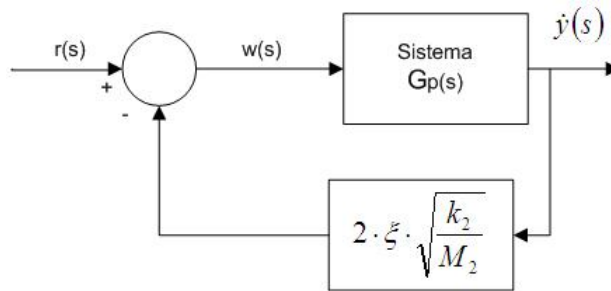 r(s)
+
-
w(s)
Sistema
Gp(s)
ẏ(s)
2 · ξ · √(k₂/M₂)